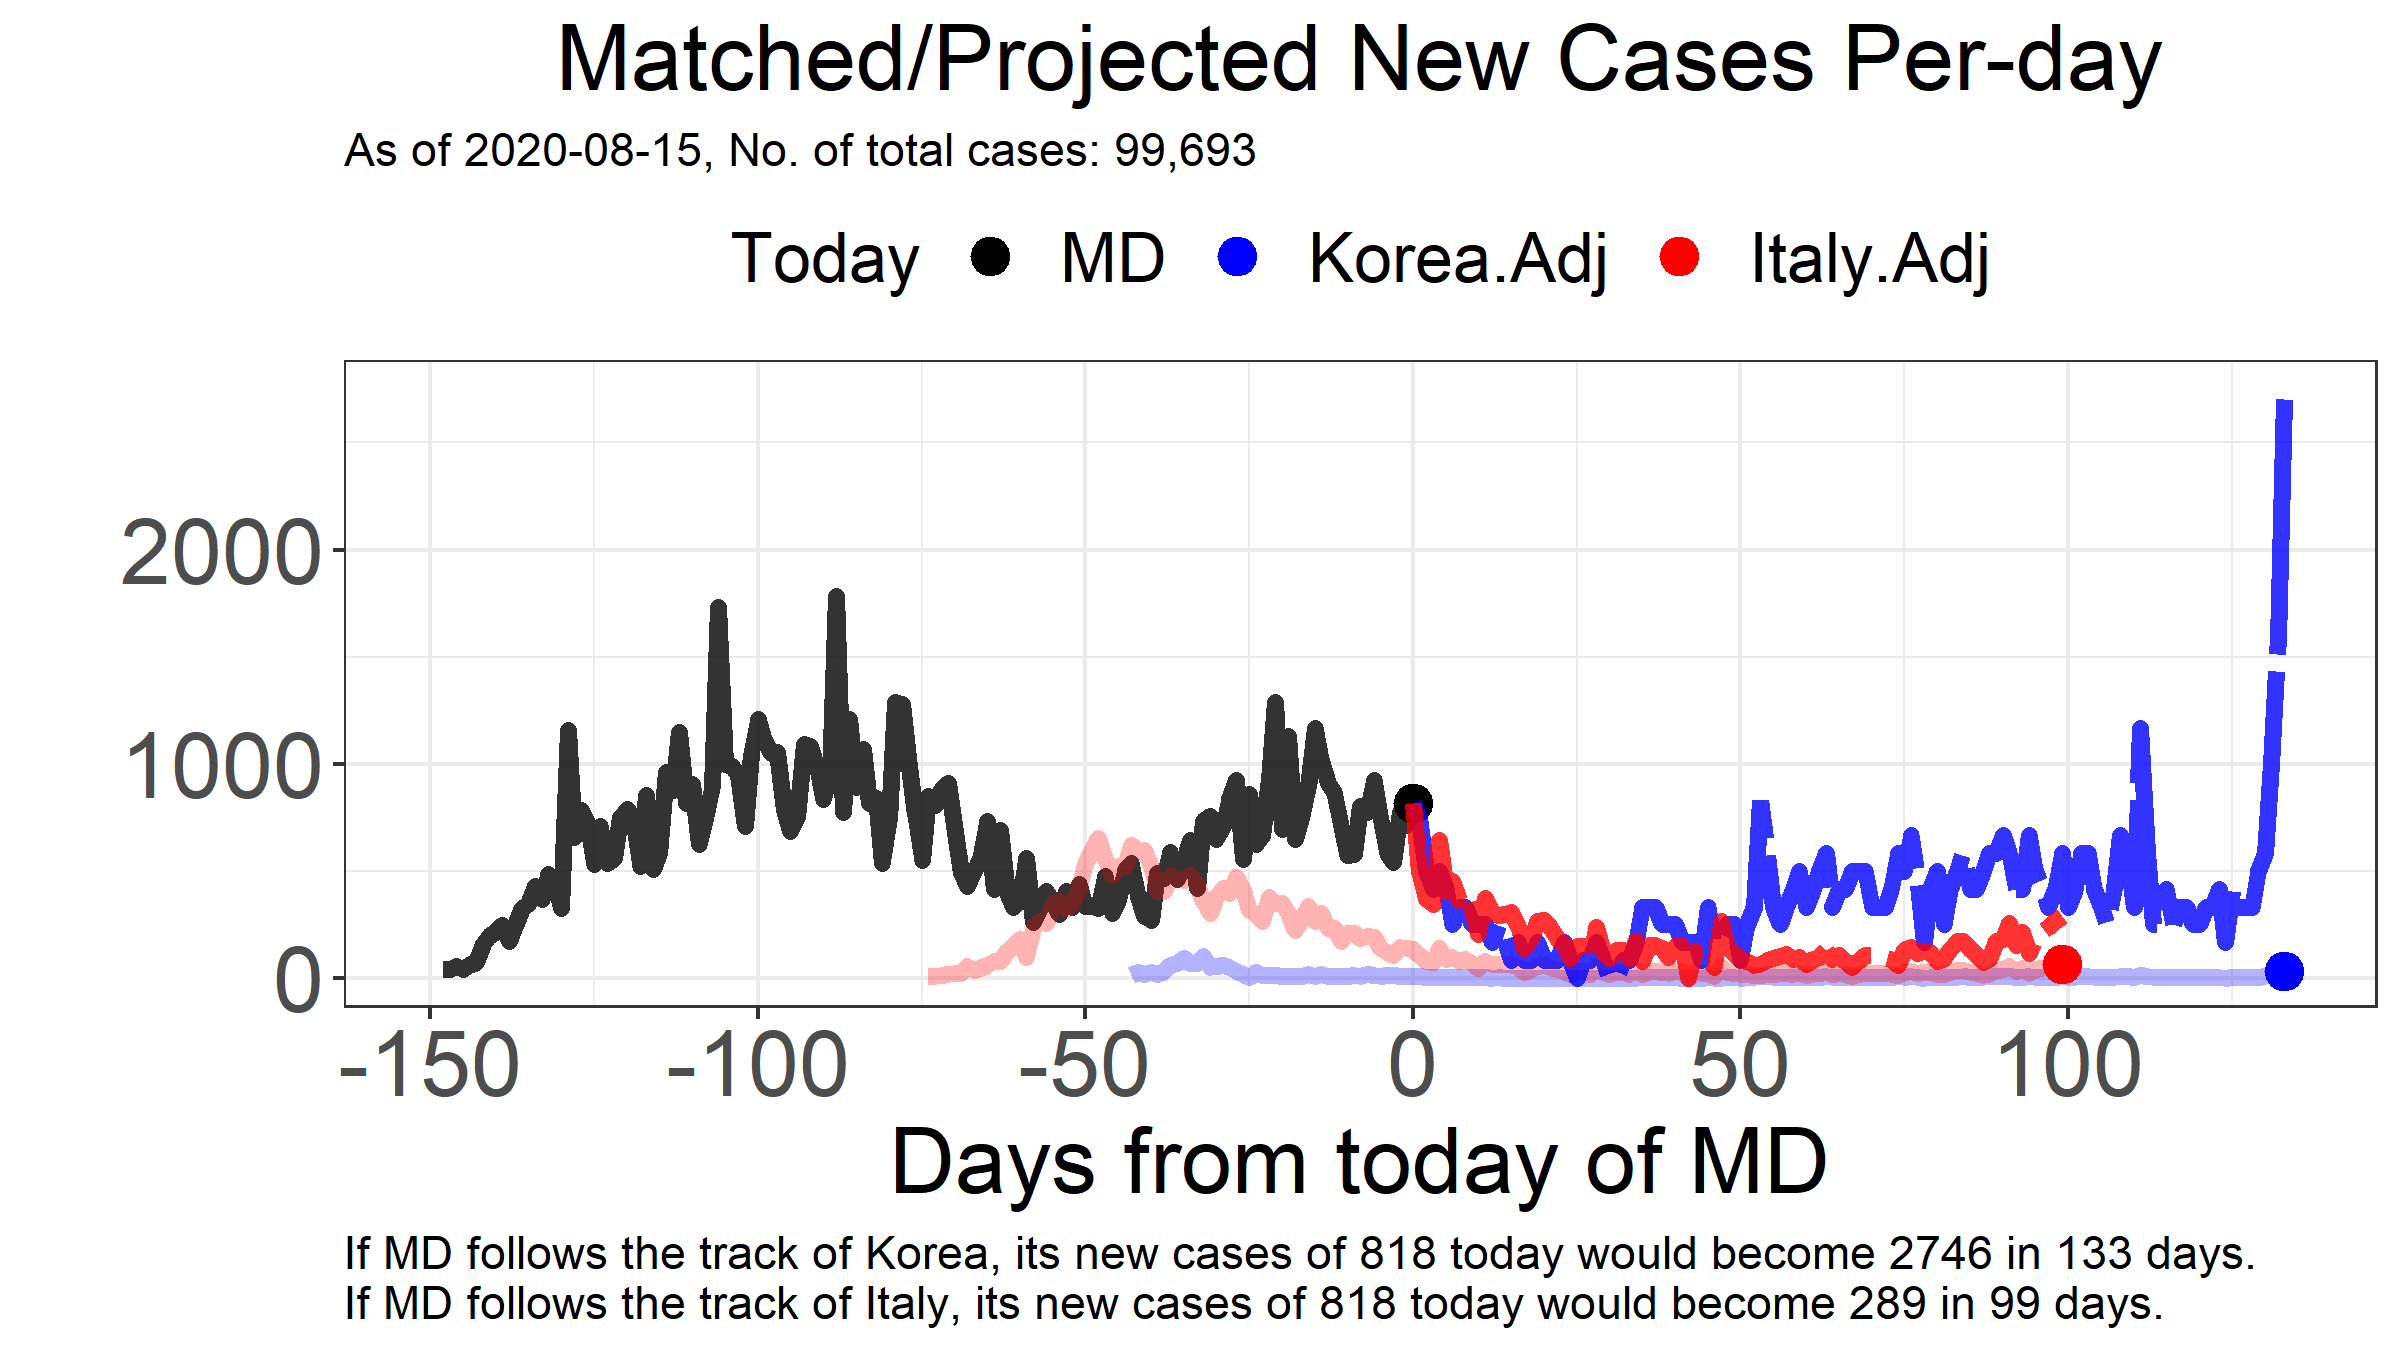 Matched/Projected New Cases Per-day
As of 2020-08-15, No. of total cases: 99,693
Today MD Korea.Adj Italy.Adj
2000
1000
0
-150 -100 -50 0 50 100
Days from today of MD
If MD follows the track of Korea, its new cases of 818 today would become 2746 in 133 days.
If MD follows the track of Italy, its new cases of 818 today would become 289 in 99 days.